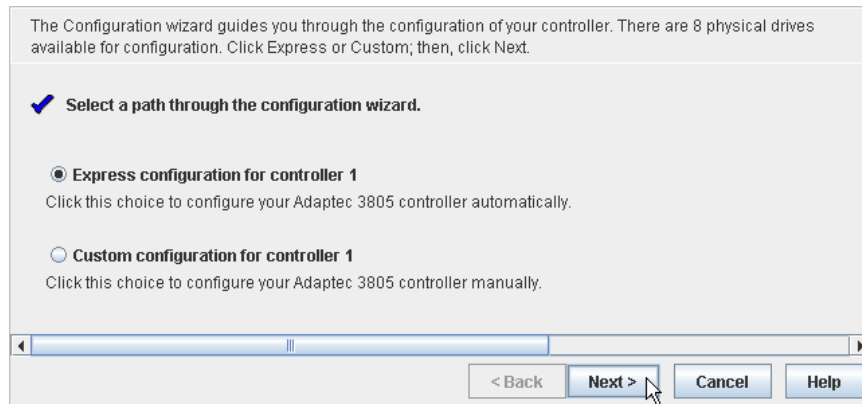 The Configuration wizard guides you through the configuration of your controller. There are 8 physical drives
available for configuration. Click Express or Custom; then, click Next.
Select a path through the configuration wizard.
Express configuration for controller 1
Click this choice to configure your Adaptec 3805 controller automatically.
Custom configuration for controller 1
Click this choice to configure your Adaptec 3805 controller manually.
< Back Next > Cancel Help